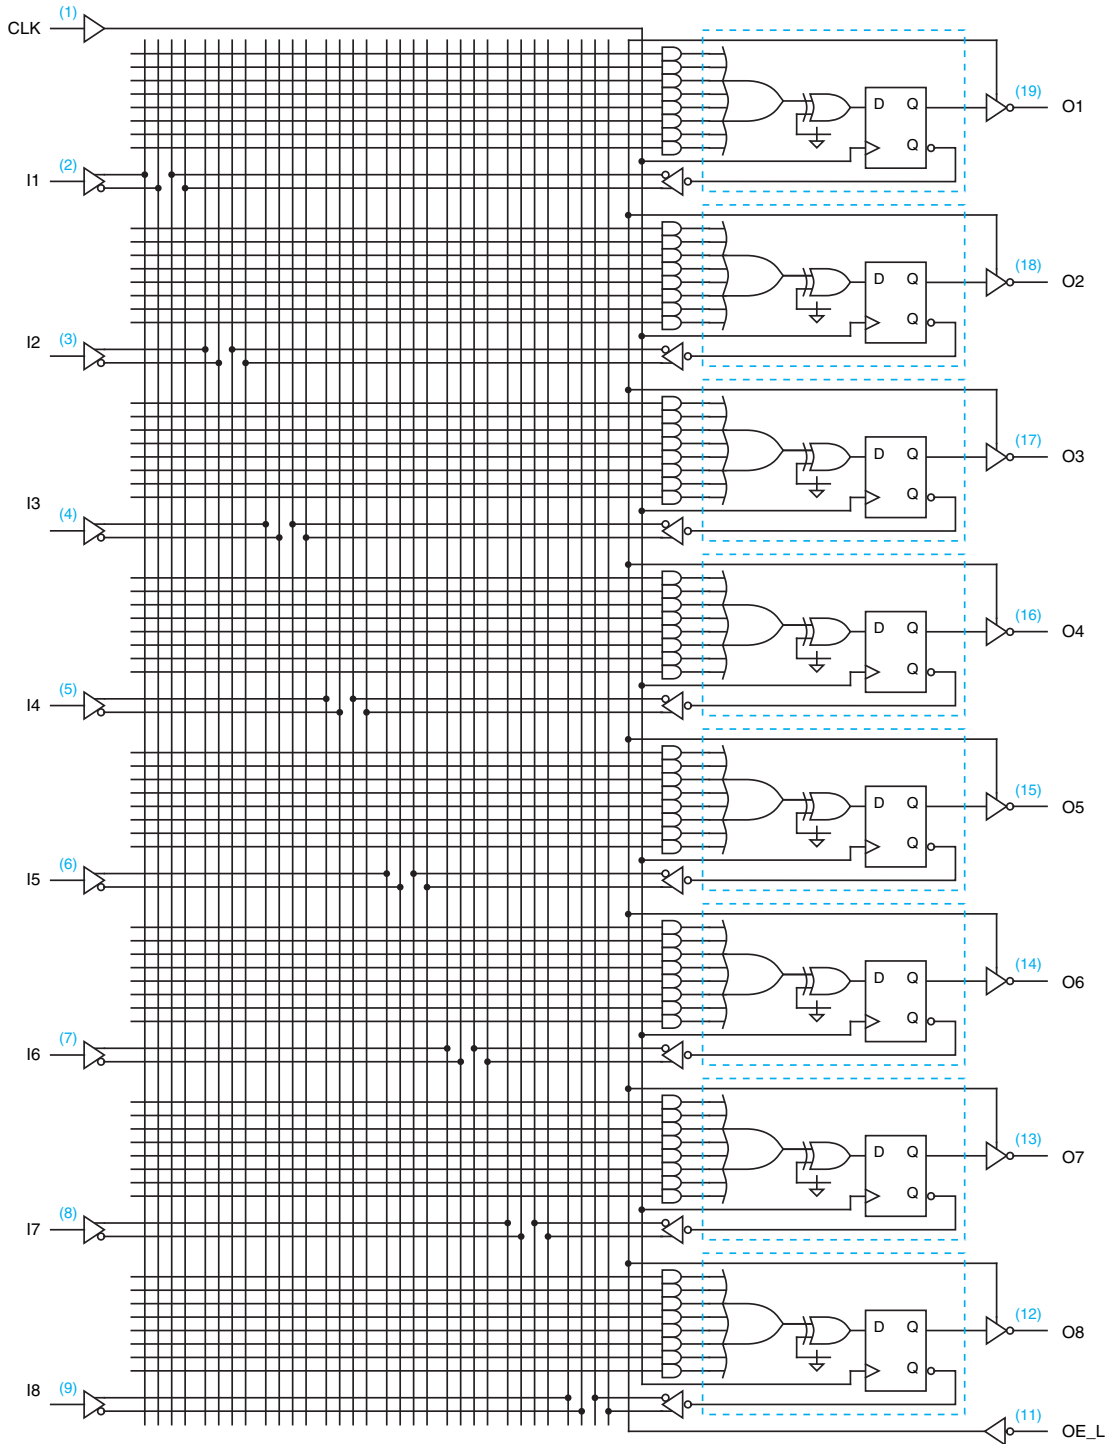 CLK (1)
(19) O1
D Q
Q
I1 (2)
(18) O2
D Q
Q
I2 (3)
(17) O3
D Q
Q
I3 (4)
(16) O4
D Q
Q
I4 (5)
(15) O5
D Q
Q
I5 (6)
(14) O6
D Q
Q
I6 (7)
(13) O7
D Q
Q
I7 (8)
(12) O8
D Q
Q
I8 (9)
(11) OE_L